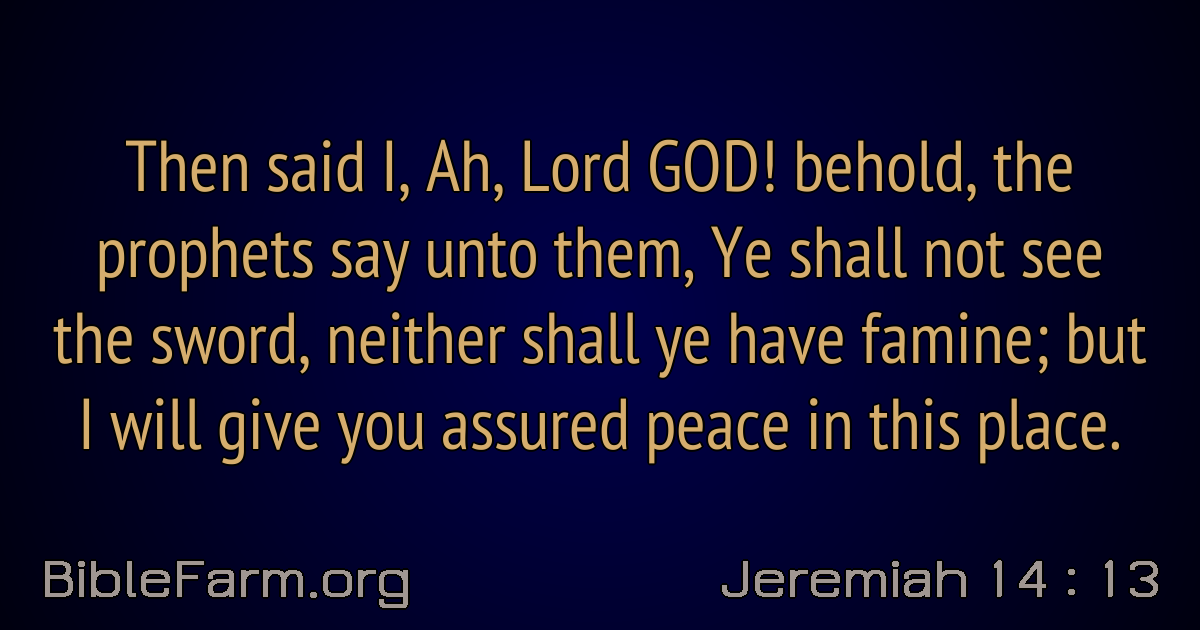 Then said I, Ah, Lord GOD! behold, the
prophets say unto them, Ye shall not see
the sword, neither shall ye have famine; but
I will give you assured peace in this place.
BibleFarm.org
Jeremiah 14 : 13